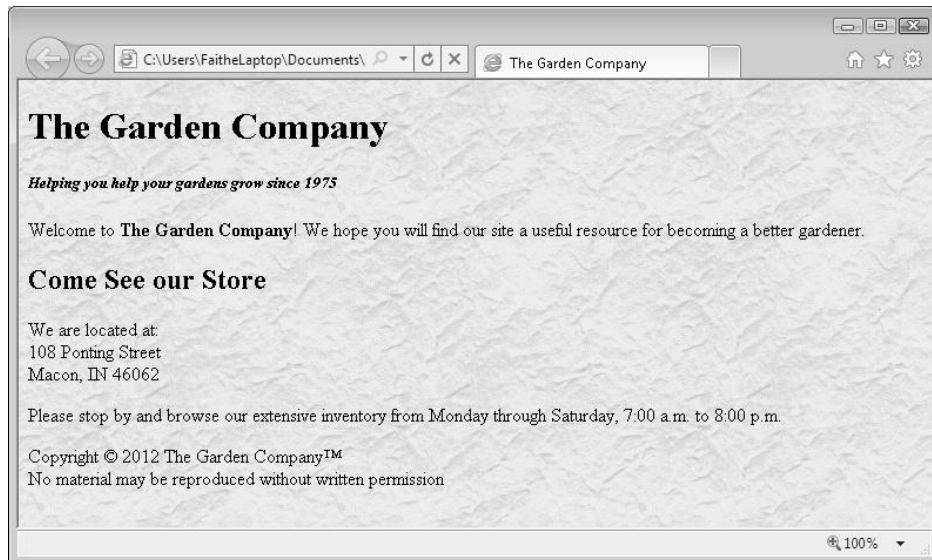 C:\Users\FaitheLaptop\Documents\
The Garden Company
The Garden Company
Helping you help your gardens grow since 1975
Welcome to The Garden Company! We hope you will find our site a useful resource for becoming a better gardener.
Come See our Store
We are located at:
108 Ponting Street
Macon, IN 46062
Please stop by and browse our extensive inventory from Monday through Saturday, 7:00 a.m. to 8:00 p.m.
Copyright © 2012 The Garden Company™
No material may be reproduced without written permission
100%